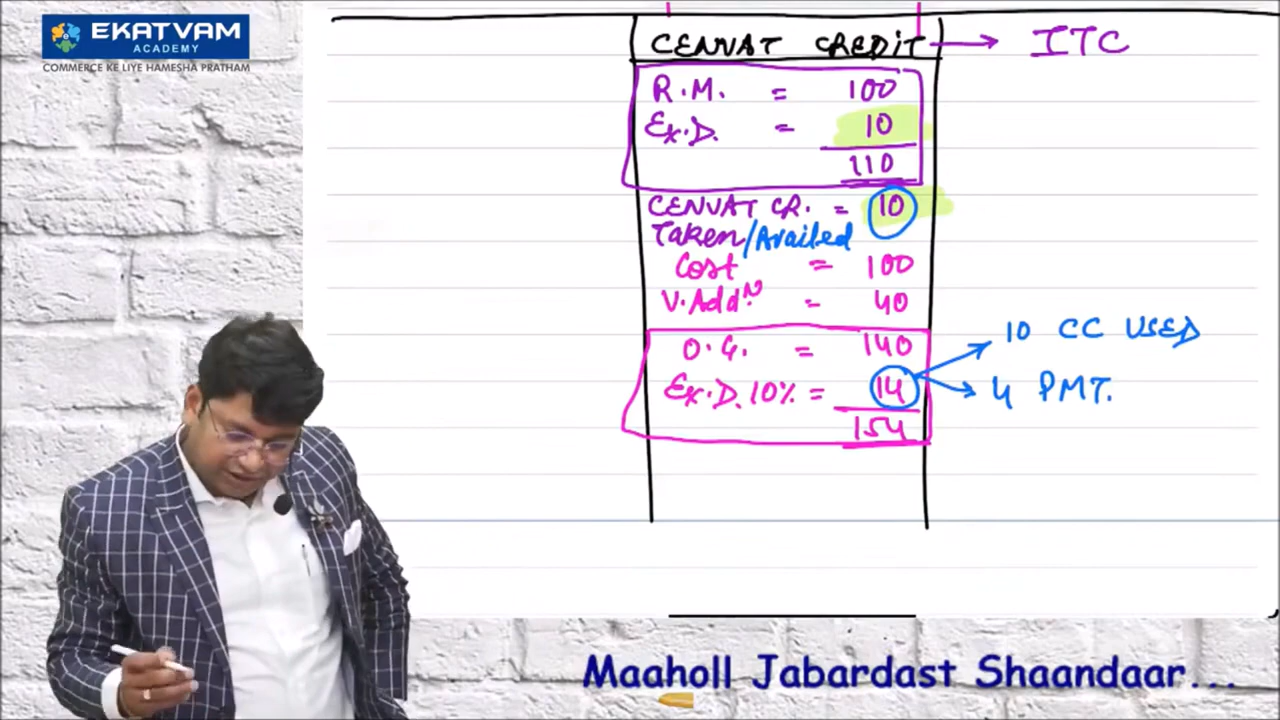 EKATVAM
ACADEMY
COMMERCE KE LIYE HAMESHA PRATHAM
CENVAT CREDIT → ITC
R.M. = 100
Ex.D. = 10
110
CENVAT CR. = 10
Taken/Availed
Cost = 100
V.Addn. = 40
O.G. = 140
Ex.D. 10% = 14
154
10 CC USED
4 PMT.
Maaholl Jabardast Shaandaar...